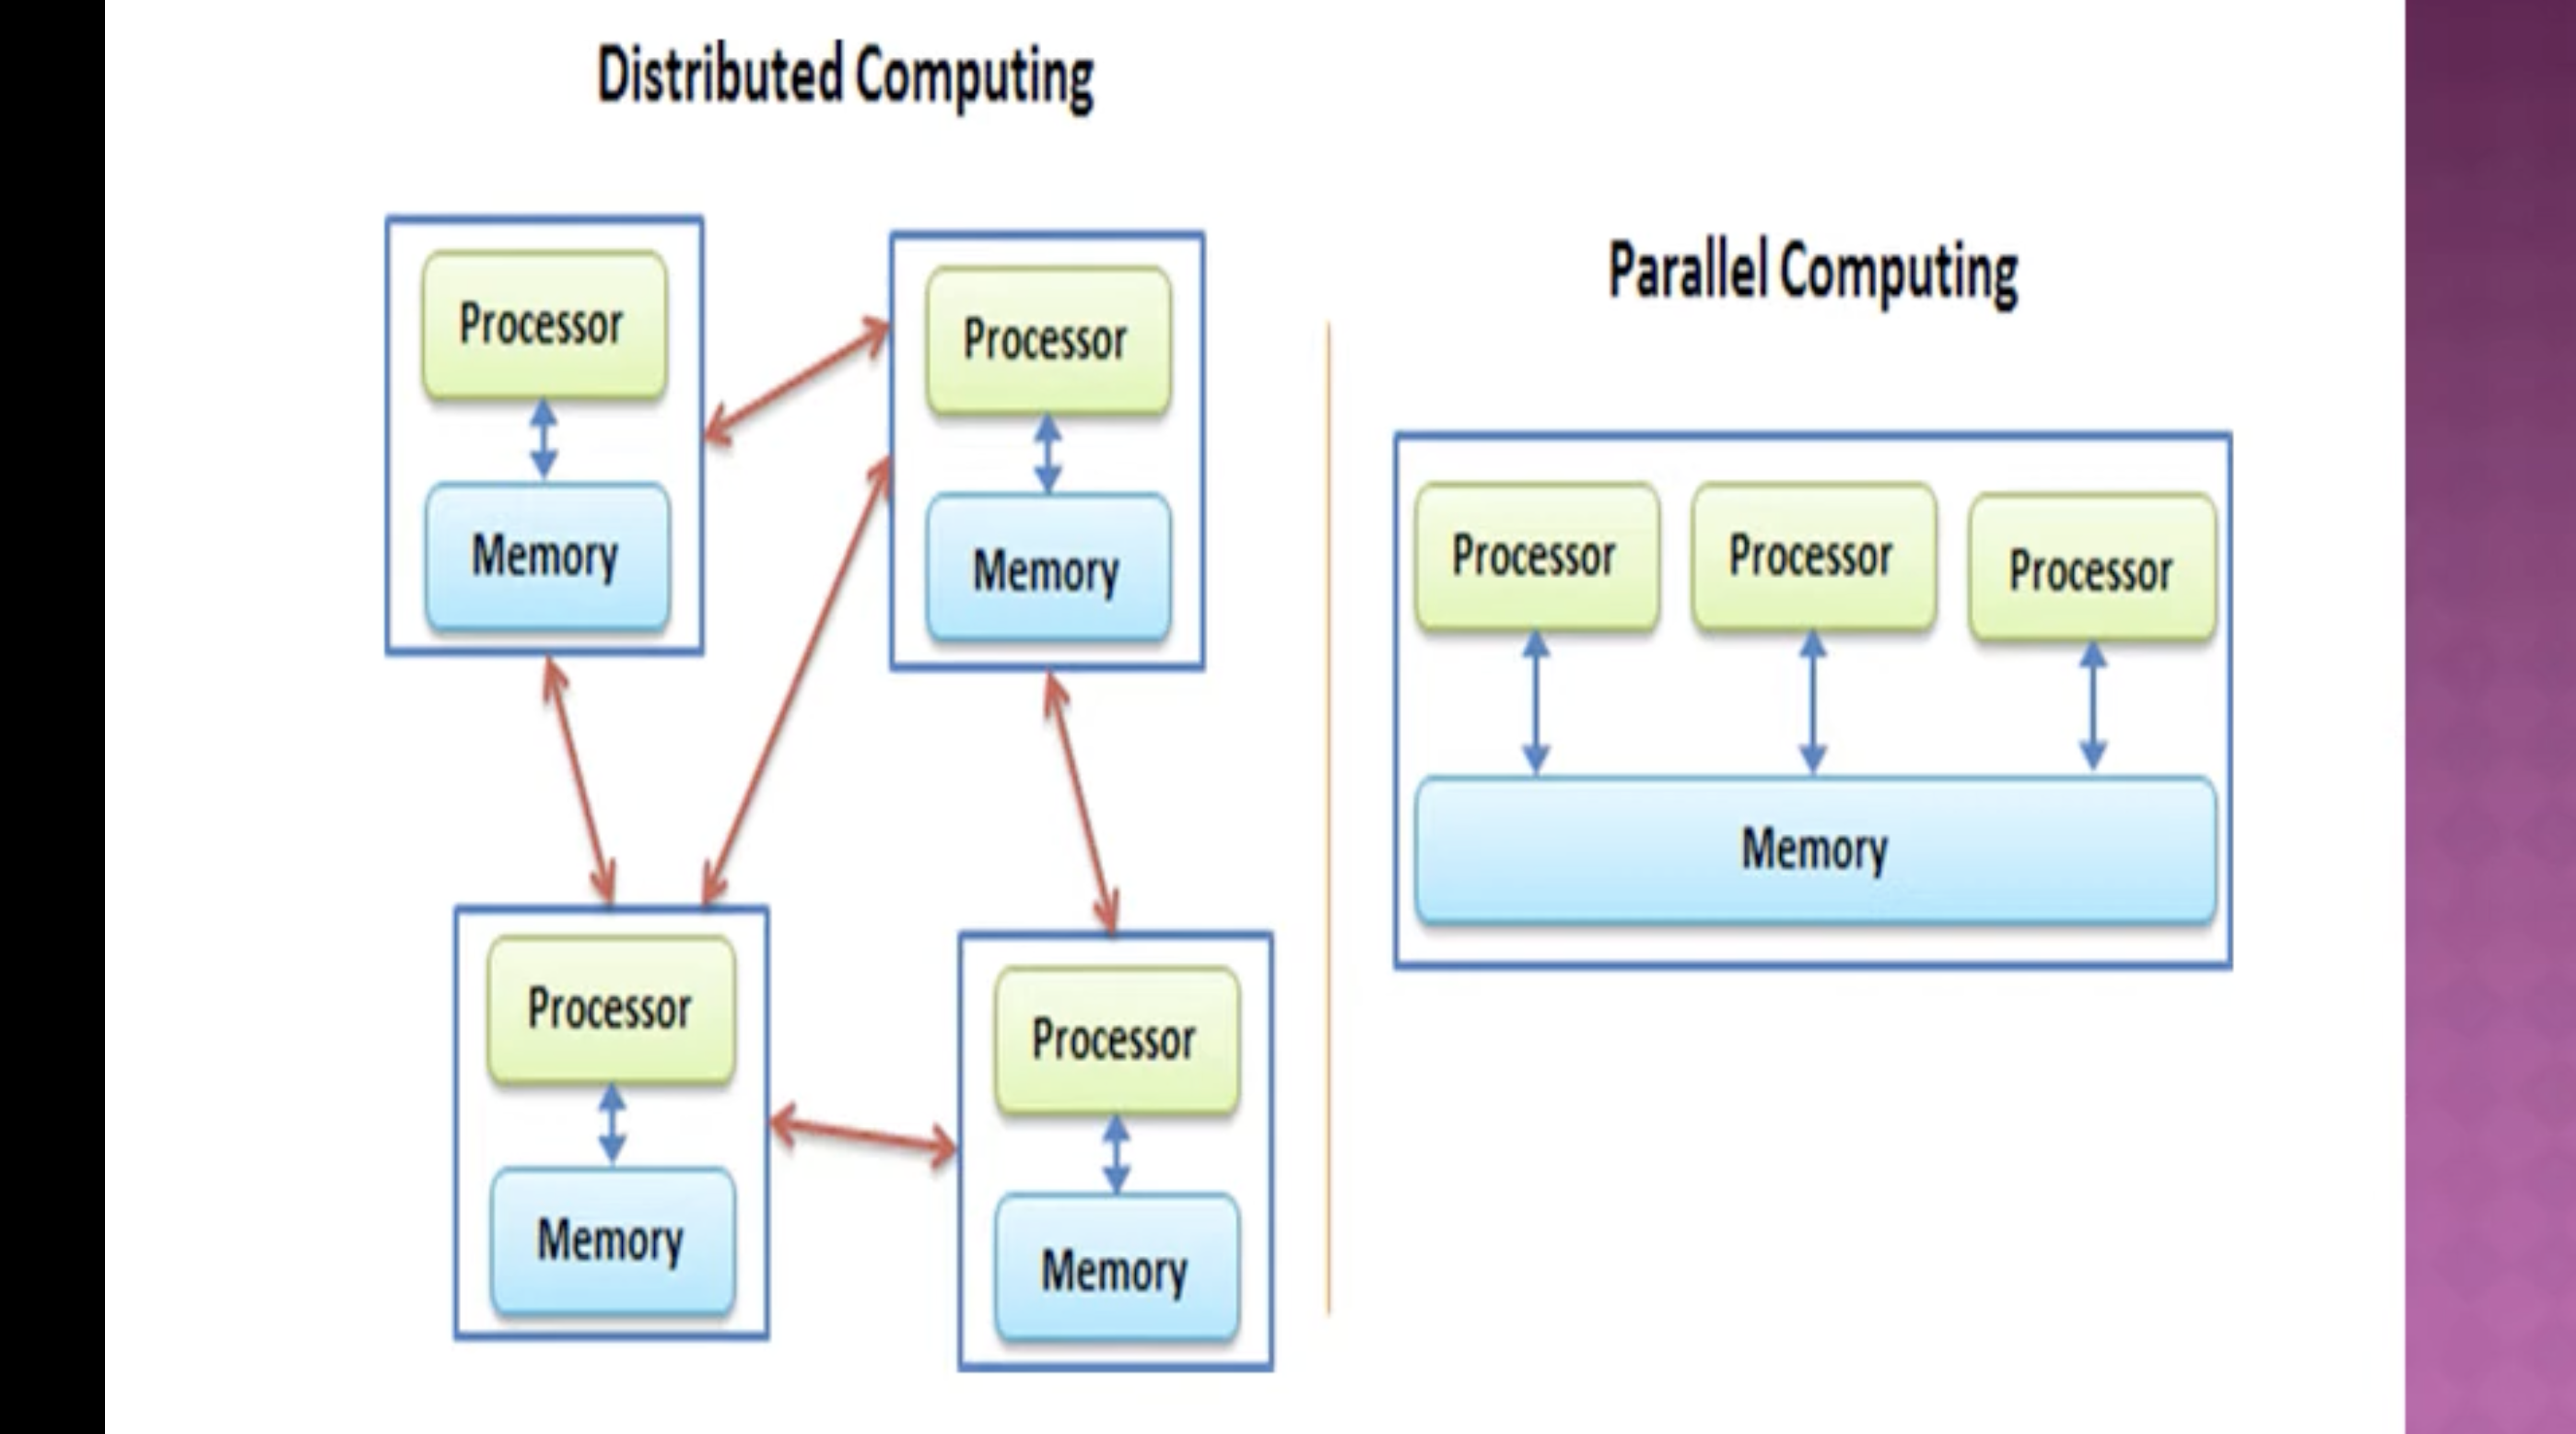 Distributed Computing
Processor
Memory
Processor
Memory
Processor
Memory
Processor
Memory
Parallel Computing
Processor Processor Processor
Memory